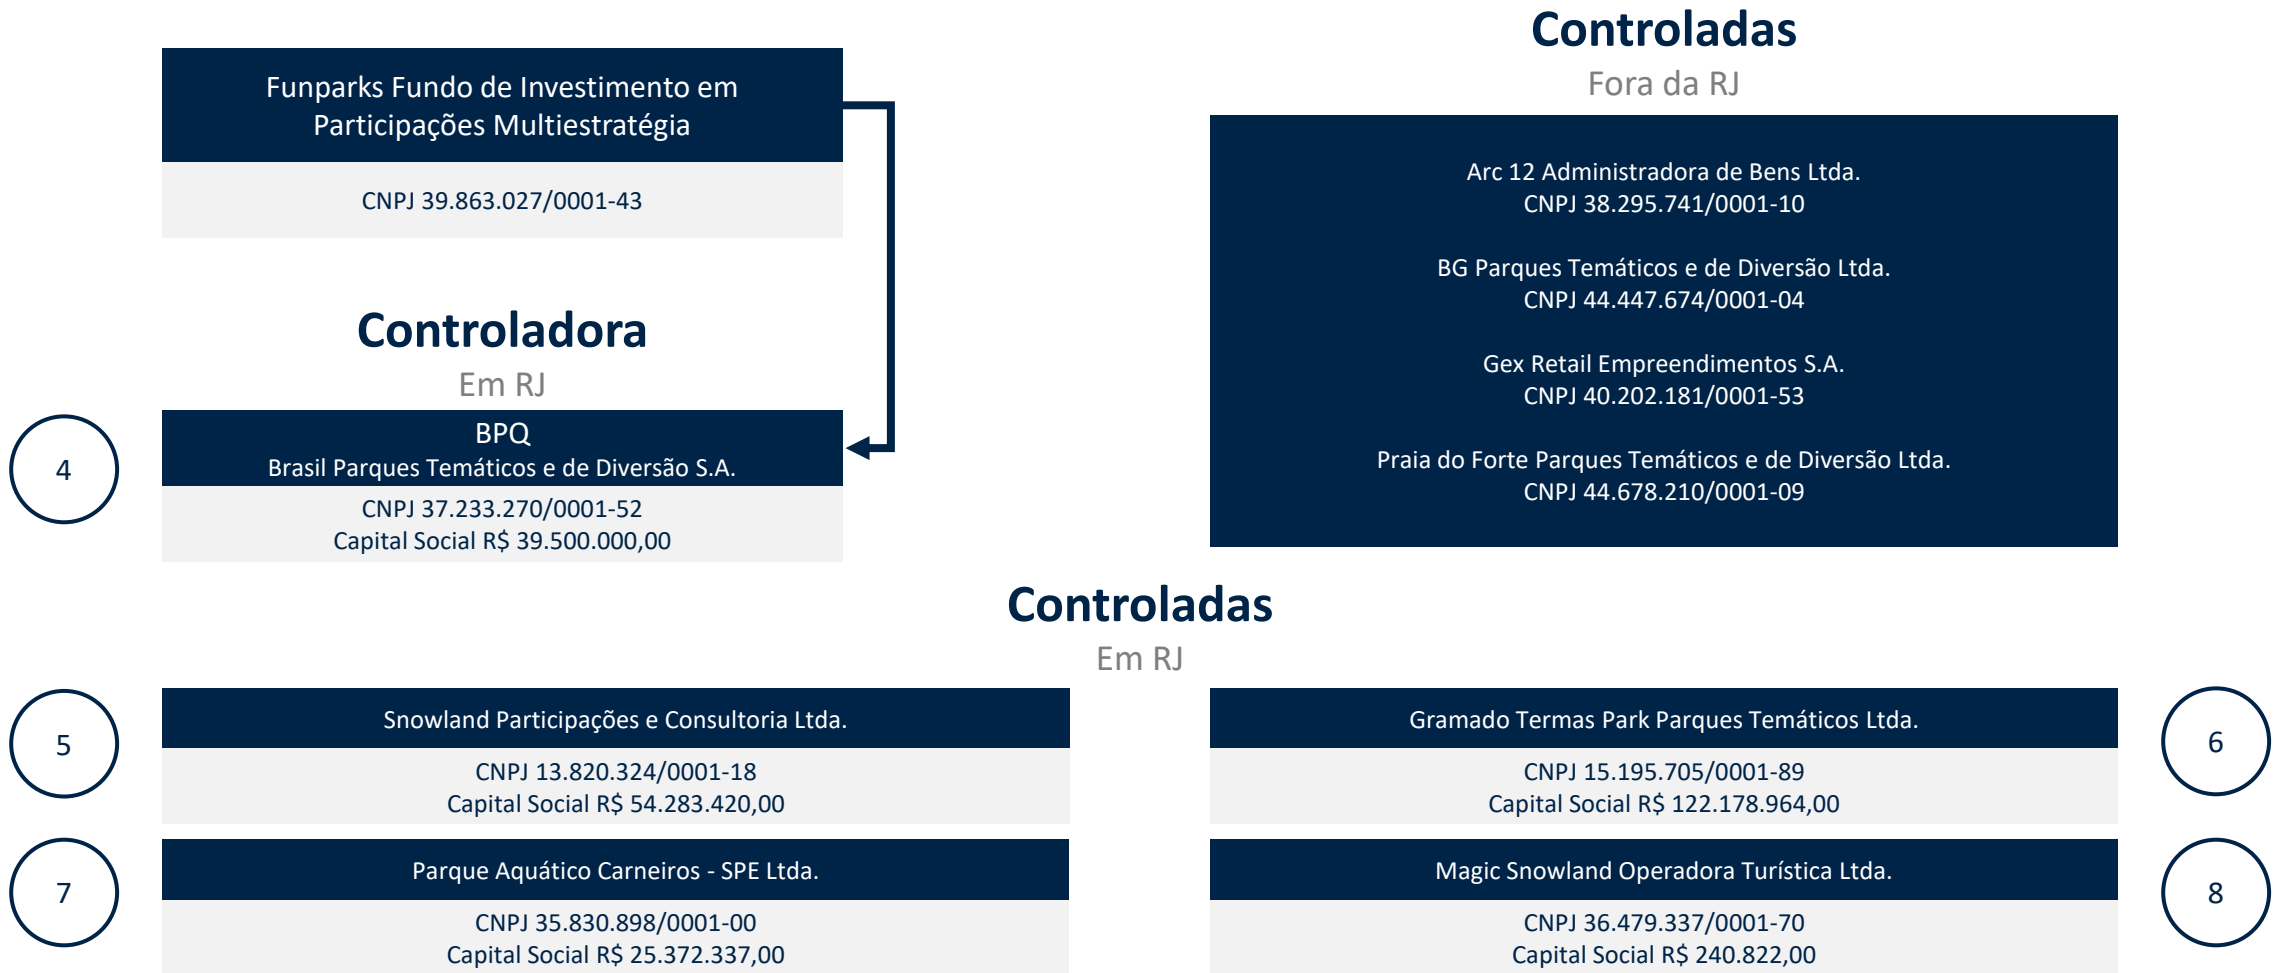 Funparks Fundo de Investimento em
Participações Multiestratégia
CNPJ 39.863.027/0001-43
Controladora
Em RJ
4
BPQ
Brasil Parques Temáticos e de Diversão S.A.
CNPJ 37.233.270/0001-52
Capital Social R$ 39.500.000,00
Controladas
Fora da RJ
Arc 12 Administradora de Bens Ltda.
CNPJ 38.295.741/0001-10
BG Parques Temáticos e de Diversão Ltda.
CNPJ 44.447.674/0001-04
Gex Retail Empreendimentos S.A.
CNPJ 40.202.181/0001-53
Praia do Forte Parques Temáticos e de Diversão Ltda.
CNPJ 44.678.210/0001-09
Controladas
Em RJ
5
Snowland Participações e Consultoria Ltda.
CNPJ 13.820.324/0001-18
Capital Social R$ 54.283.420,00
Gramado Termas Park Parques Temáticos Ltda.
CNPJ 15.195.705/0001-89
Capital Social R$ 122.178.964,00
6
7
Parque Aquático Carneiros - SPE Ltda.
CNPJ 35.830.898/0001-00
Capital Social R$ 25.372.337,00
Magic Snowland Operadora Turística Ltda.
CNPJ 36.479.337/0001-70
Capital Social R$ 240.822,00
8